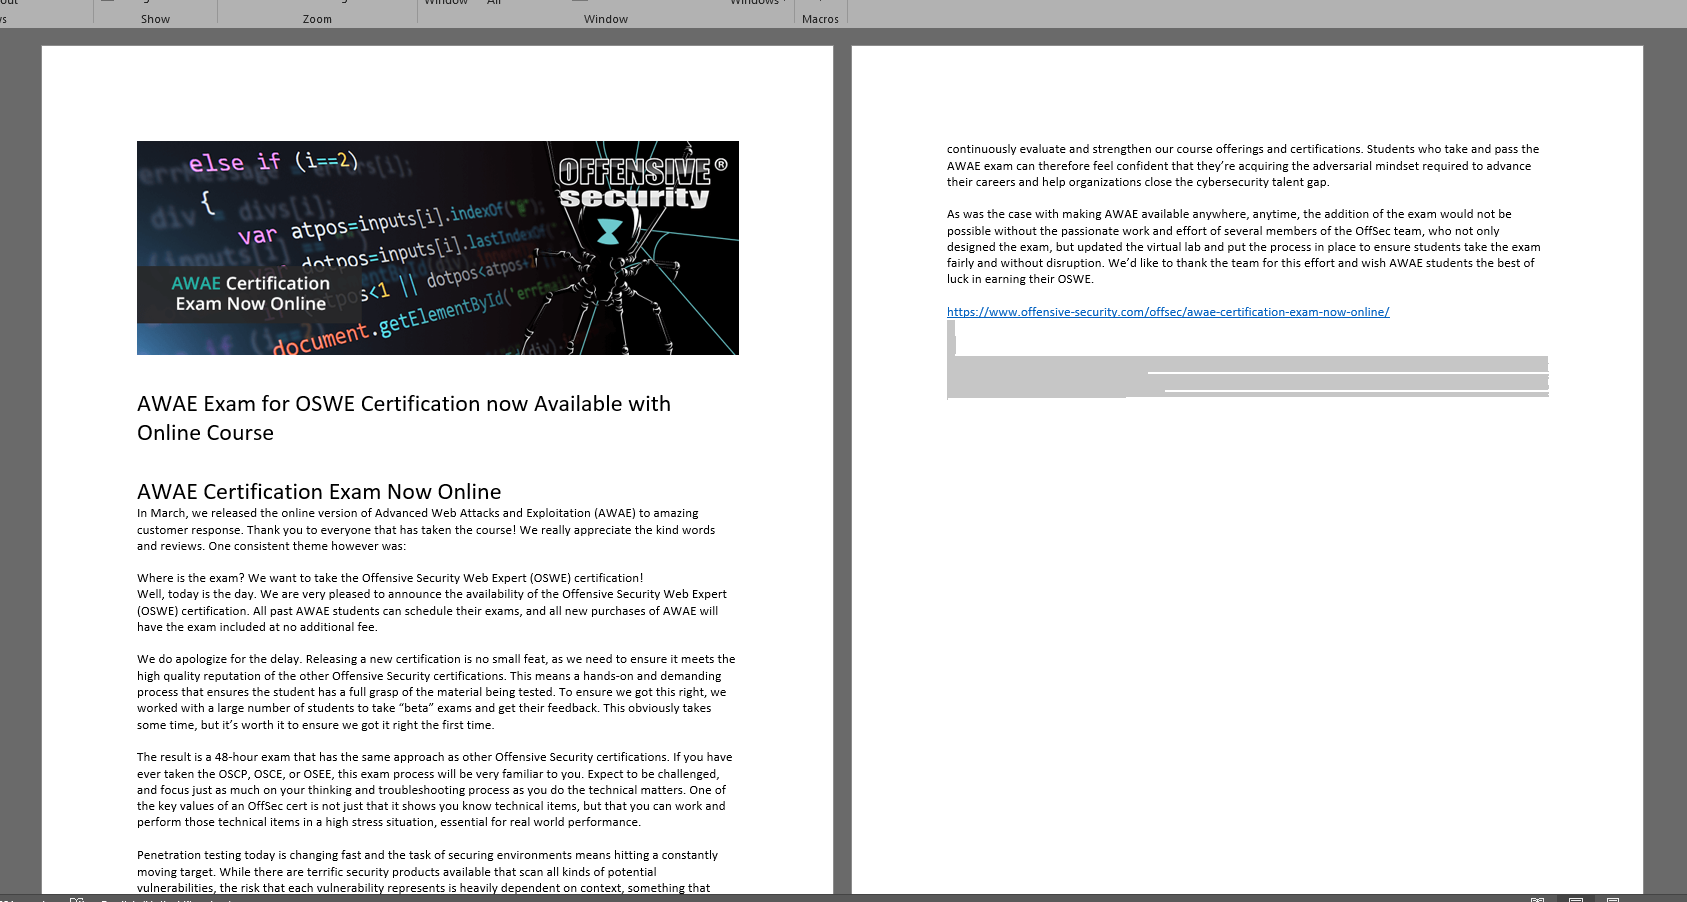 Show
Zoom
Window
All
Windows
Window
Macros
else if (i==2)
{
var atpos=inputs[i].indexOf("@");
dotpos=inputs[i].lastIndexOf(
<1 || dotpos<atpos+
document.getElementById('errEma
OFFENSIVE®
security
AWAE Certification
Exam Now Online
AWAE Exam for OSWE Certification now Available with
Online Course
AWAE Certification Exam Now Online
In March, we released the online version of Advanced Web Attacks and Exploitation (AWAE) to amazing
customer response. Thank you to everyone that has taken the course! We really appreciate the kind words
and reviews. One consistent theme however was:
Where is the exam? We want to take the Offensive Security Web Expert (OSWE) certification!
Well, today is the day. We are very pleased to announce the availability of the Offensive Security Web Expert
(OSWE) certification. All past AWAE students can schedule their exams, and all new purchases of AWAE will
have the exam included at no additional fee.
We do apologize for the delay. Releasing a new certification is no small feat, as we need to ensure it meets the
high quality reputation of the other Offensive Security certifications. This means a hands-on and demanding
process that ensures the student has a full grasp of the material being tested. To ensure we got this right, we
worked with a large number of students to take “beta” exams and get their feedback. This obviously takes
some time, but it’s worth it to ensure we got it right the first time.
The result is a 48-hour exam that has the same approach as other Offensive Security certifications. If you have
ever taken the OSCP, OSCE, or OSEE, this exam process will be very familiar to you. Expect to be challenged,
and focus just as much on your thinking and troubleshooting process as you do the technical matters. One of
the key values of an OffSec cert is not just that it shows you know technical items, but that you can work and
perform those technical items in a high stress situation, essential for real world performance.
Penetration testing today is changing fast and the task of securing environments means hitting a constantly
moving target. While there are terrific security products available that scan all kinds of potential
vulnerabilities, the risk that each vulnerability represents is heavily dependent on context, something that
continuously evaluate and strengthen our course offerings and certifications. Students who take and pass the
AWAE exam can therefore feel confident that they’re acquiring the adversarial mindset required to advance
their careers and help organizations close the cybersecurity talent gap.
As was the case with making AWAE available anywhere, anytime, the addition of the exam would not be
possible without the passionate work and effort of several members of the OffSec team, who not only
designed the exam, but updated the virtual lab and put the process in place to ensure students take the exam
fairly and without disruption. We’d like to thank the team for this effort and wish AWAE students the best of
luck in earning their OSWE.
https://www.offensive-security.com/offsec/awae-certification-exam-now-online/